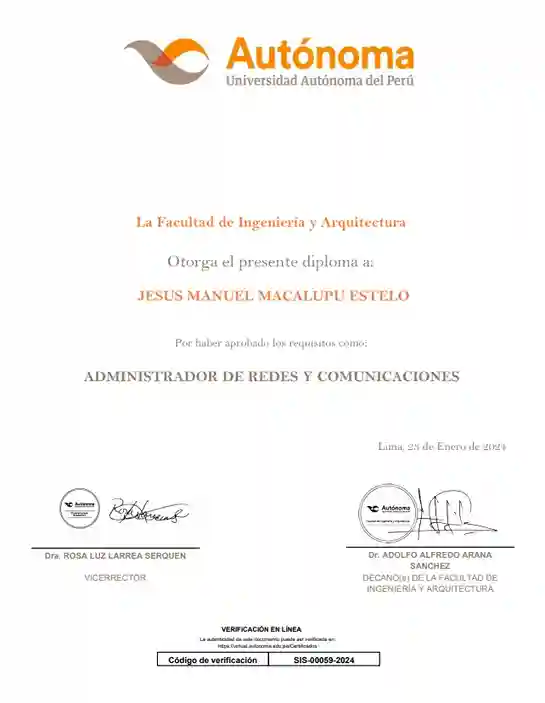 Autónoma
Universidad Autónoma del Perú
La Facultad de Ingeniería y Arquitectura
Otorga el presente diploma a:
JESUS MANUEL MACALUPU ESTELO
Por haber aprobado los requisitos como:
ADMINISTRADOR DE REDES Y COMUNICACIONES
Lima, 23 de Enero de 2024
Autónoma
Autónoma
Dra. ROSA LUZ LARREA SERQUEN
VICERRECTOR
Dr. ADOLFO ALFREDO ARANA
SANCHEZ
DECANO(e) DE LA FACULTAD DE
INGENIERÍA Y ARQUITECTURA
VERIFICACIÓN EN LÍNEA
La autenticidad de este documento puede ser verificada en:
https://virtual.autonoma.edu.pe/Certificados
Código de verificación SIS-00059-2024